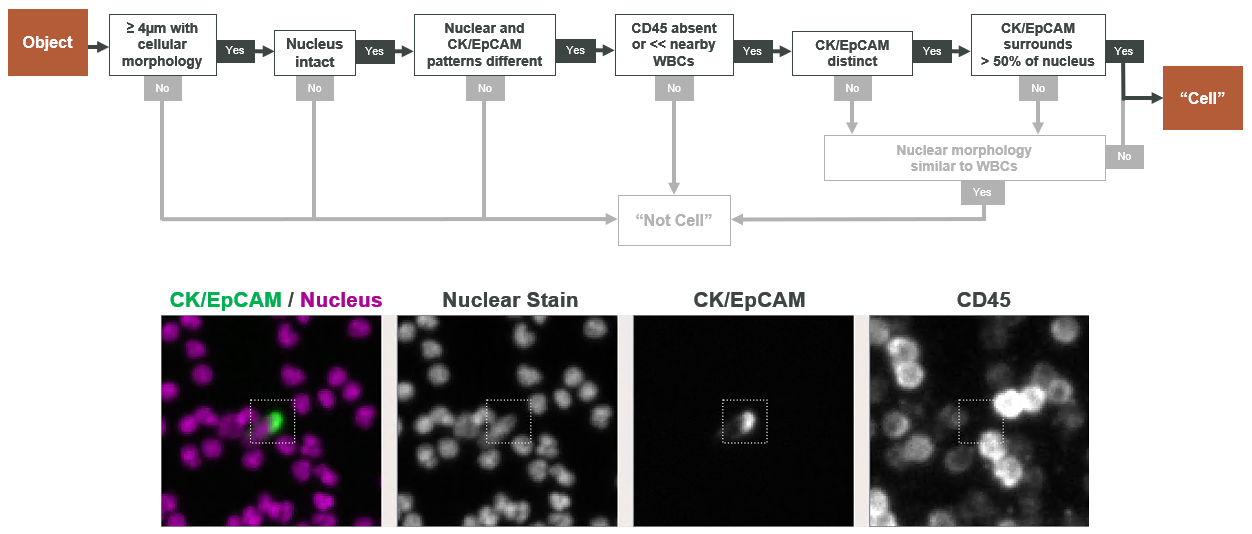 Object
≥ 4μm with
cellular
morphology
Yes
No
Nucleus
intact
Yes
No
Nuclear and
CK/EpCAM
patterns different
Yes
No
CD45 absent
or << nearby
WBCs
Yes
No
CK/EpCAM
distinct
Yes
No
CK/EpCAM
surrounds
> 50% of nucleus
Yes
No
“Cell”
Nuclear morphology
similar to WBCs
No
Yes
“Not Cell”
CK/EpCAM / Nucleus
Nuclear Stain
CK/EpCAM
CD45